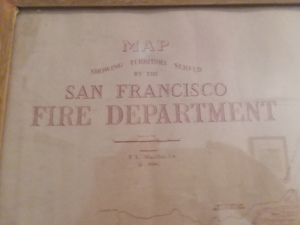 MAP
SHOWING TERRITORY SERVED
BY THE
SAN FRANCISCO
FIRE DEPARTMENT